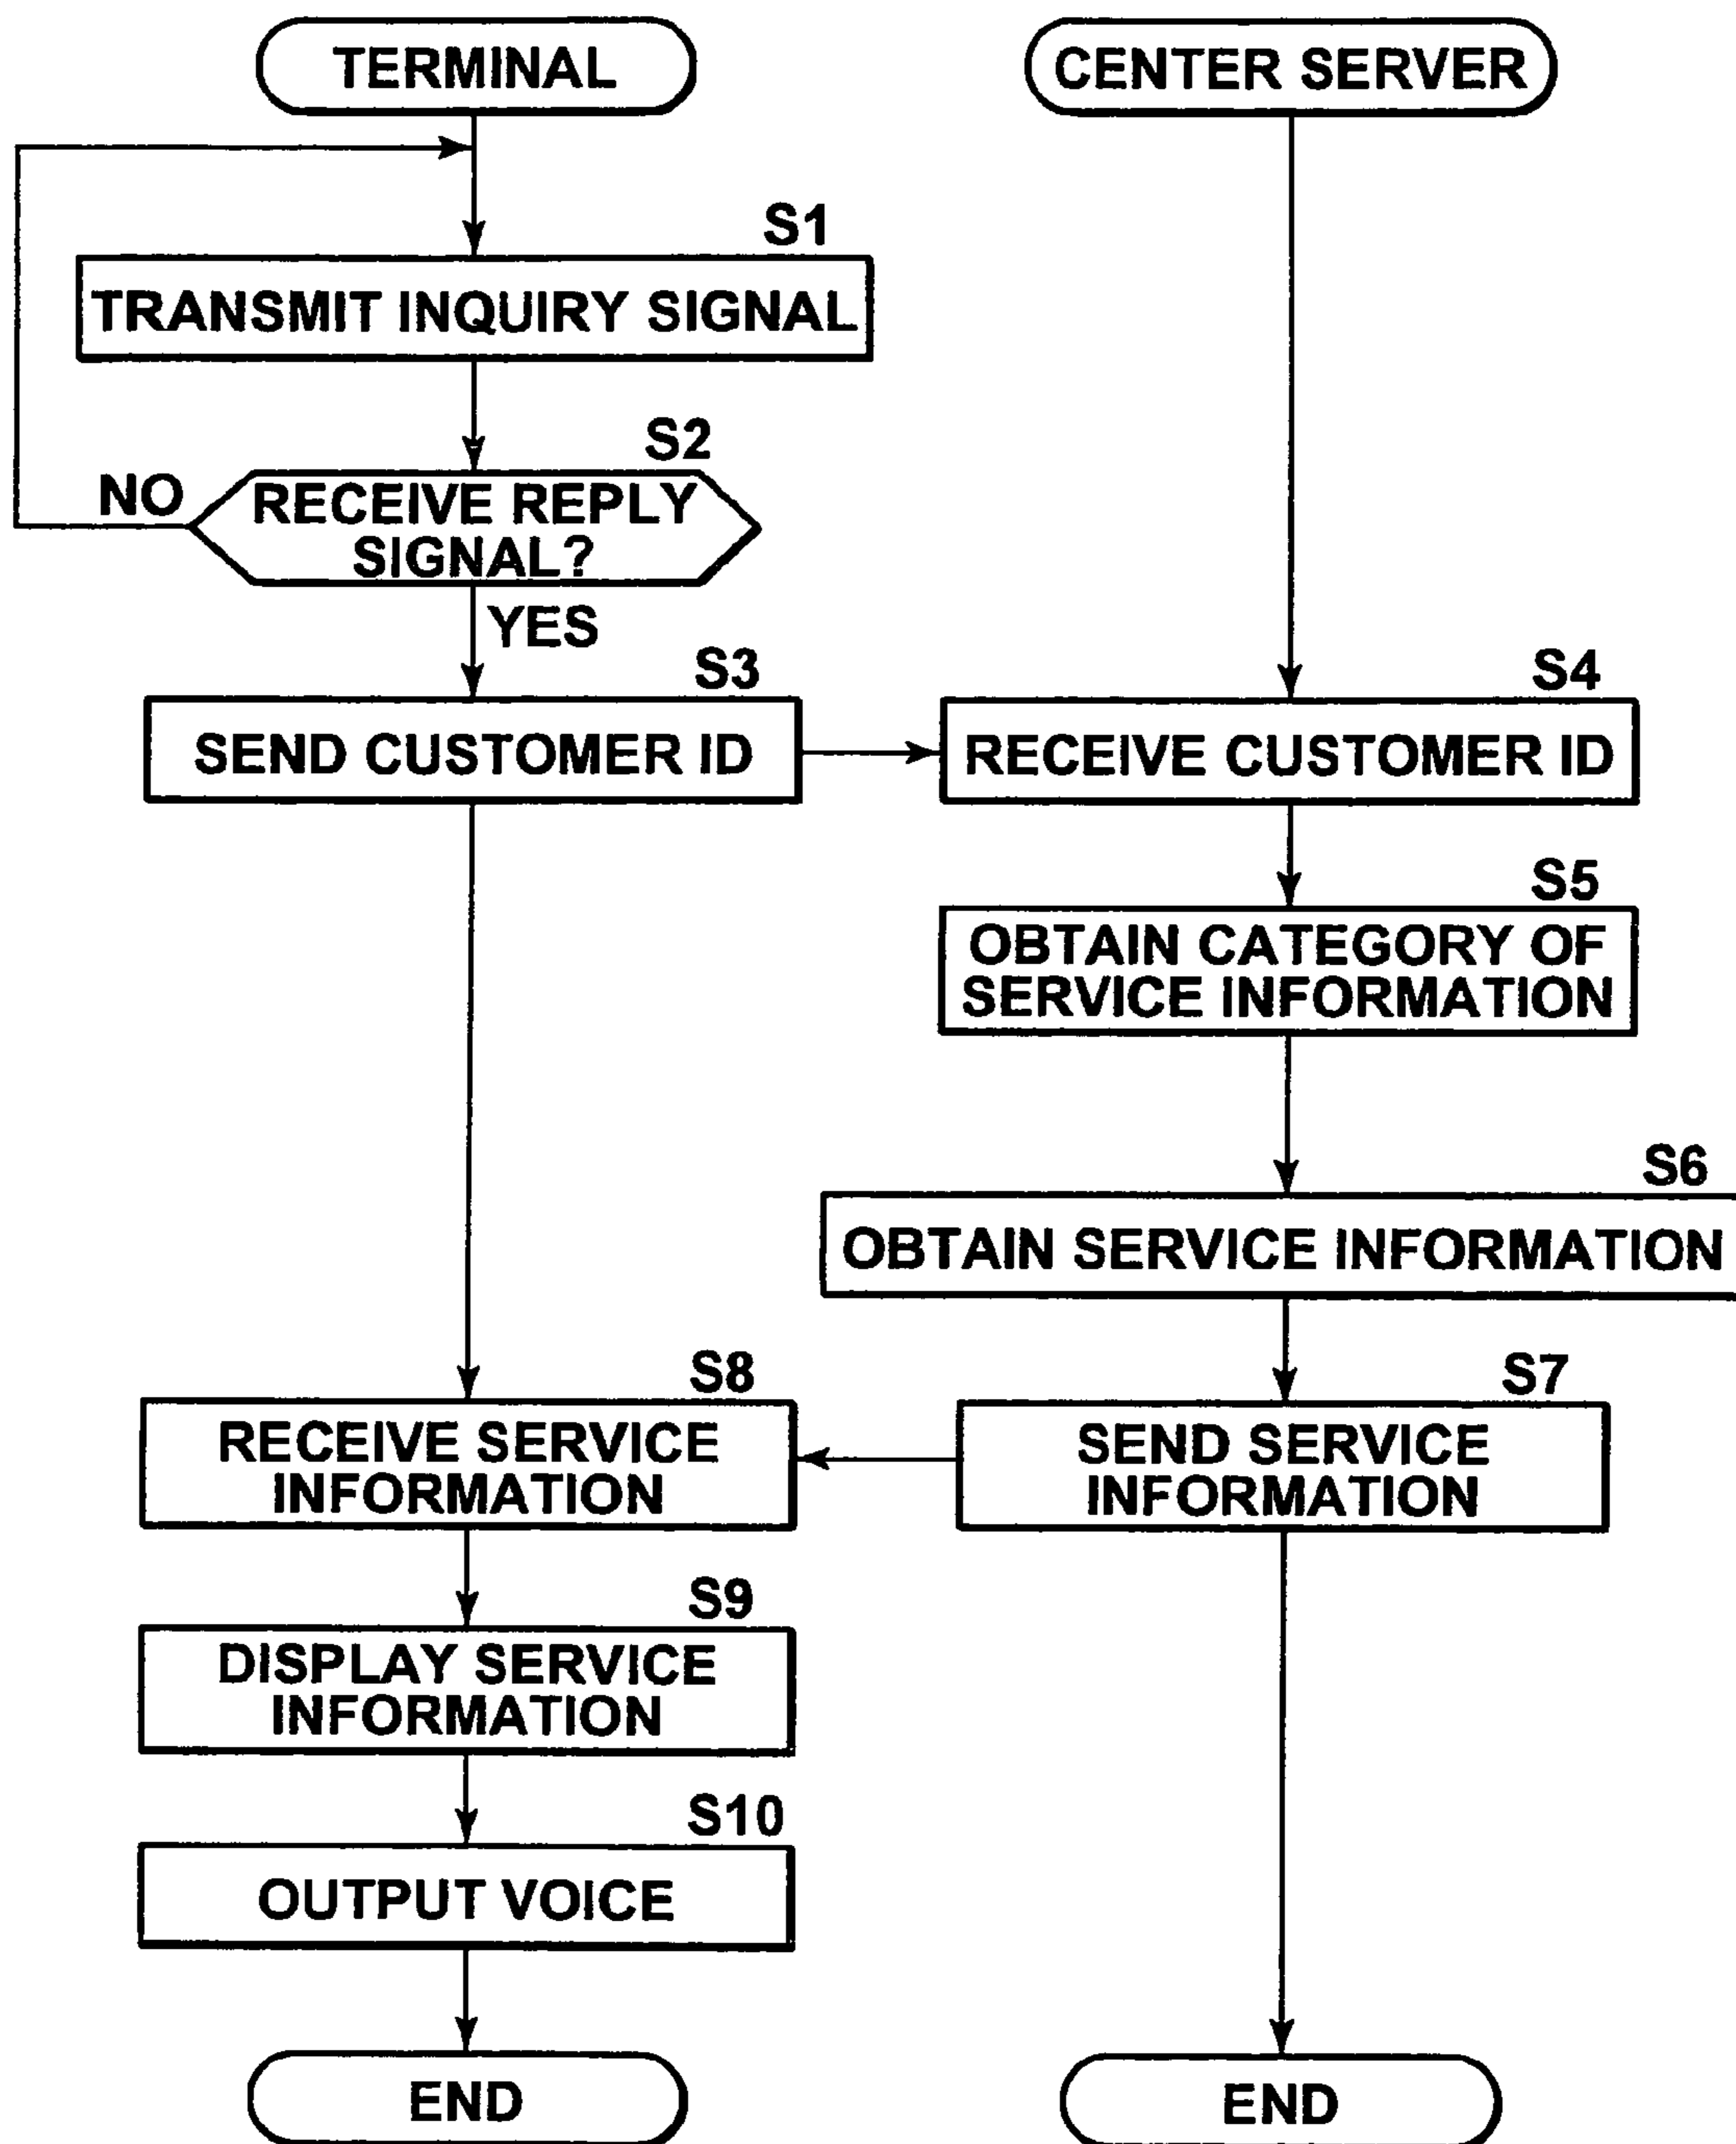 TERMINAL
CENTER SERVER
S1
TRANSMIT INQUIRY SIGNAL
S2
NO
RECEIVE REPLY
SIGNAL?
YES
S3
SEND CUSTOMER ID
S4
RECEIVE CUSTOMER ID
S5
OBTAIN CATEGORY OF
SERVICE INFORMATION
S6
OBTAIN SERVICE INFORMATION
S7
SEND SERVICE
INFORMATION
S8
RECEIVE SERVICE
INFORMATION
S9
DISPLAY SERVICE
INFORMATION
S10
OUTPUT VOICE
END
END